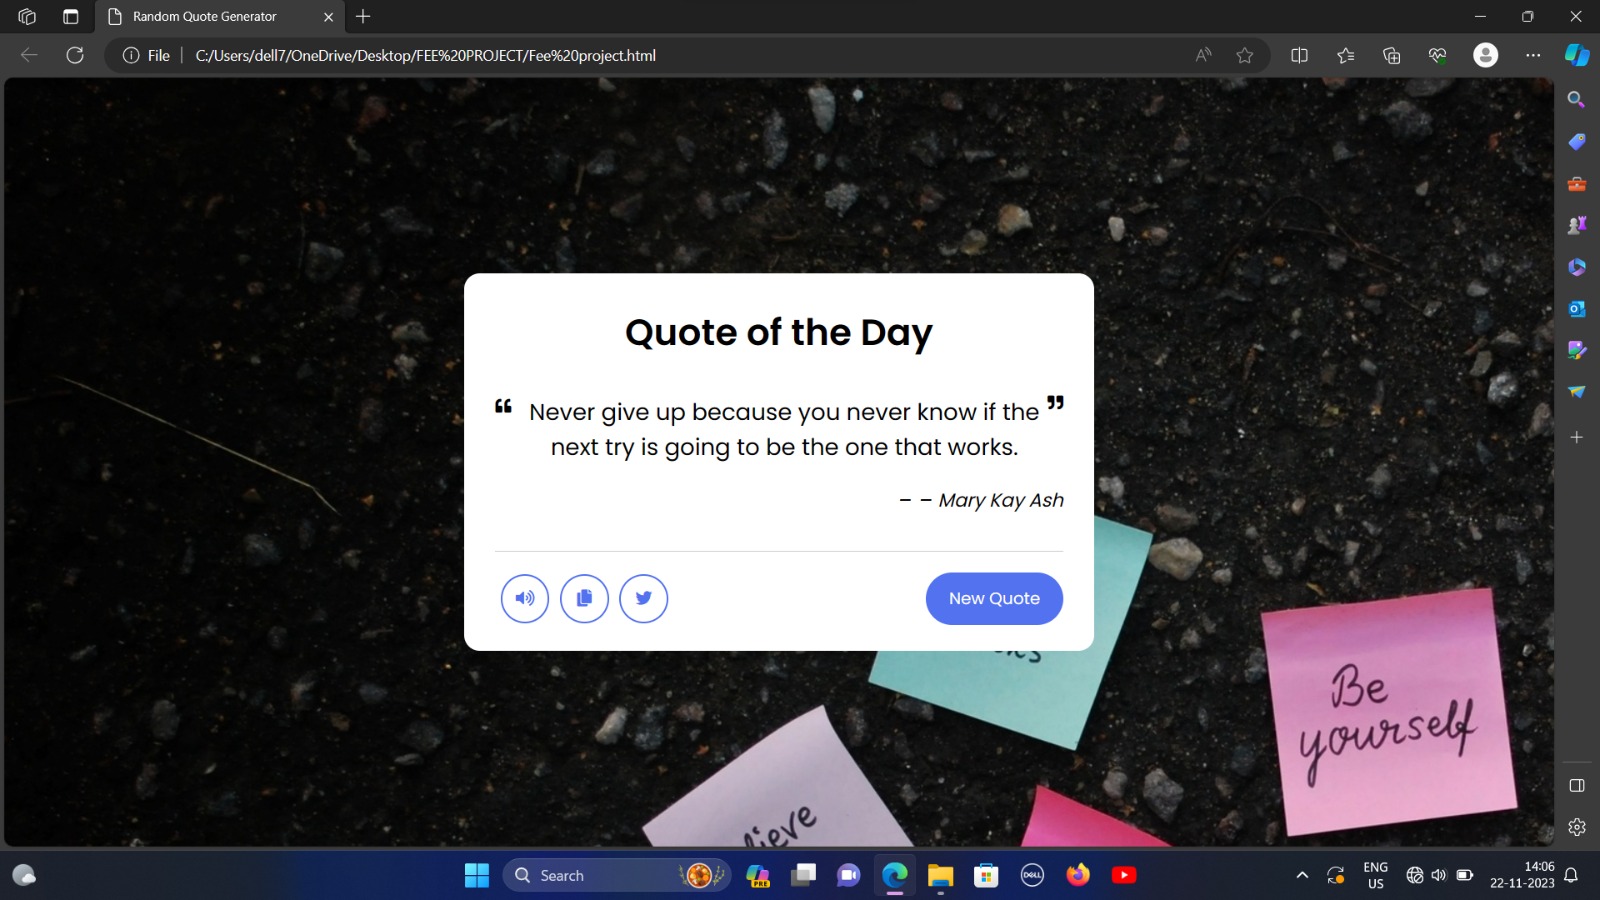 Random Quote Generator
File
C:/Users/dell7/OneDrive/Desktop/FEE%20PROJECT/Fee%20project.html
Quote of the Day
“ Never give up because you never know if the ”
next try is going to be the one that works.
– – Mary Kay Ash
New Quote
Be
yourself
Search
PRE
DELL
ENG
US
14:06
22-11-2023